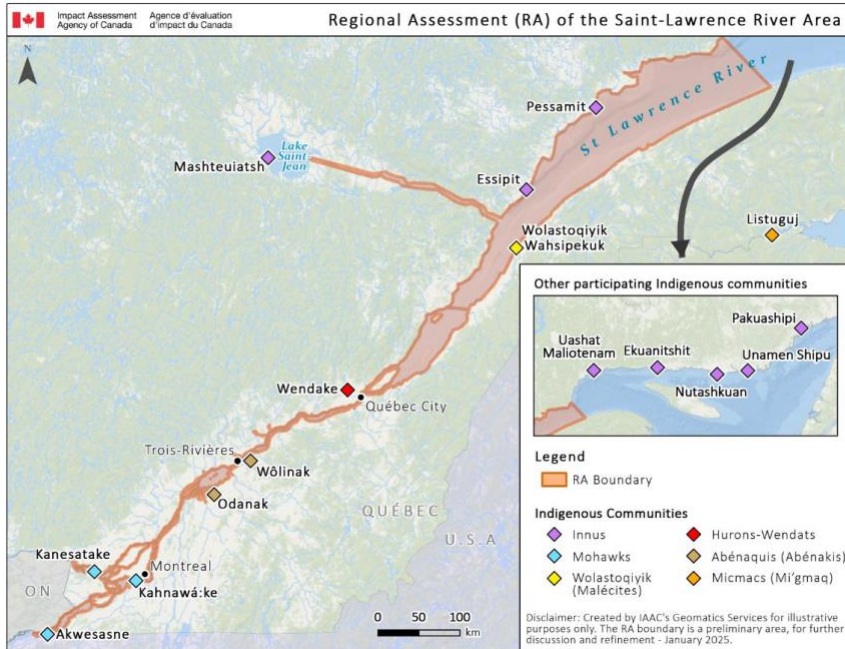 Impact Assessment
Agency of Canada
Agence d'évaluation
d'impact du Canada
Regional Assessment (RA) of the Saint-Lawrence River Area
N
Pessamit
St Lawrence River
Lake
Saint-
Jean
Mashteuiatsh
Essipit
Wolastoqiyik
Wahsipekuk
Listuguj
Wendake
Québec City
Trois-Rivières
Wôlinak
Odanak
QUÉBEC
U.S.A
Kanesatake
Montreal
ON
Kahnawá:ke
Akwesasne
0 50 100
km
Other participating Indigenous communities
Pakuashipi
Uashat
Maliotenam
Ekuanitshit
Unamen Shipu
Nutashkuan
Legend
RA Boundary
Indigenous Communities
Innus
Hurons-Wendats
Mohawks
Abénaquis (Abénakis)
Wolastoqiyik
(Malécites)
Micmacs (Mi'gmaq)
Disclaimer: Created by IAAC's Geomatics Services for illustrative
purposes only. The RA boundary is a preliminary area, for further
discussion and refinement - January 2025.